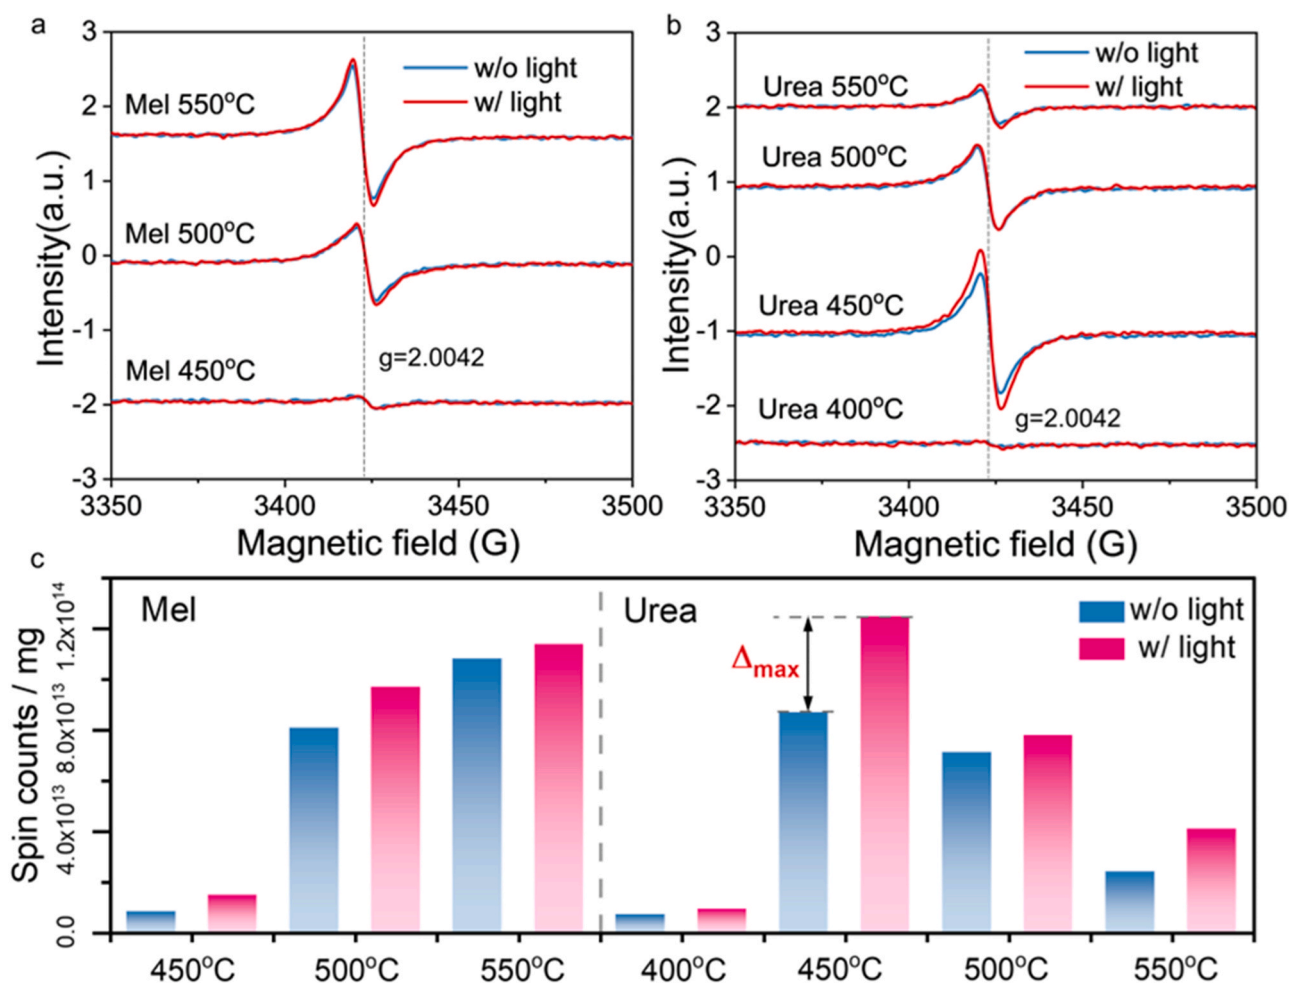 a
3
2
1
0
-1
-2
-3
Intensity(a.u.)
w/o light
w/ light
Mel 550°C
Mel 500°C
Mel 450°C
g=2.0042
3350
3400
3450
3500
Magnetic field (G)
b
3
2
1
0
-1
-2
-3
Intensity(a.u.)
w/o light
w/ light
Urea 550°C
Urea 500°C
Urea 450°C
Urea 400°C
g=2.0042
3350
3400
3450
3500
Magnetic field (G)
c
Spin counts / mg
1.2x10¹⁴
8.0x10¹³
4.0x10¹³
0.0
Mel
Urea
Δmax
w/o light
w/ light
450°C
500°C
550°C
400°C
450°C
500°C
550°C